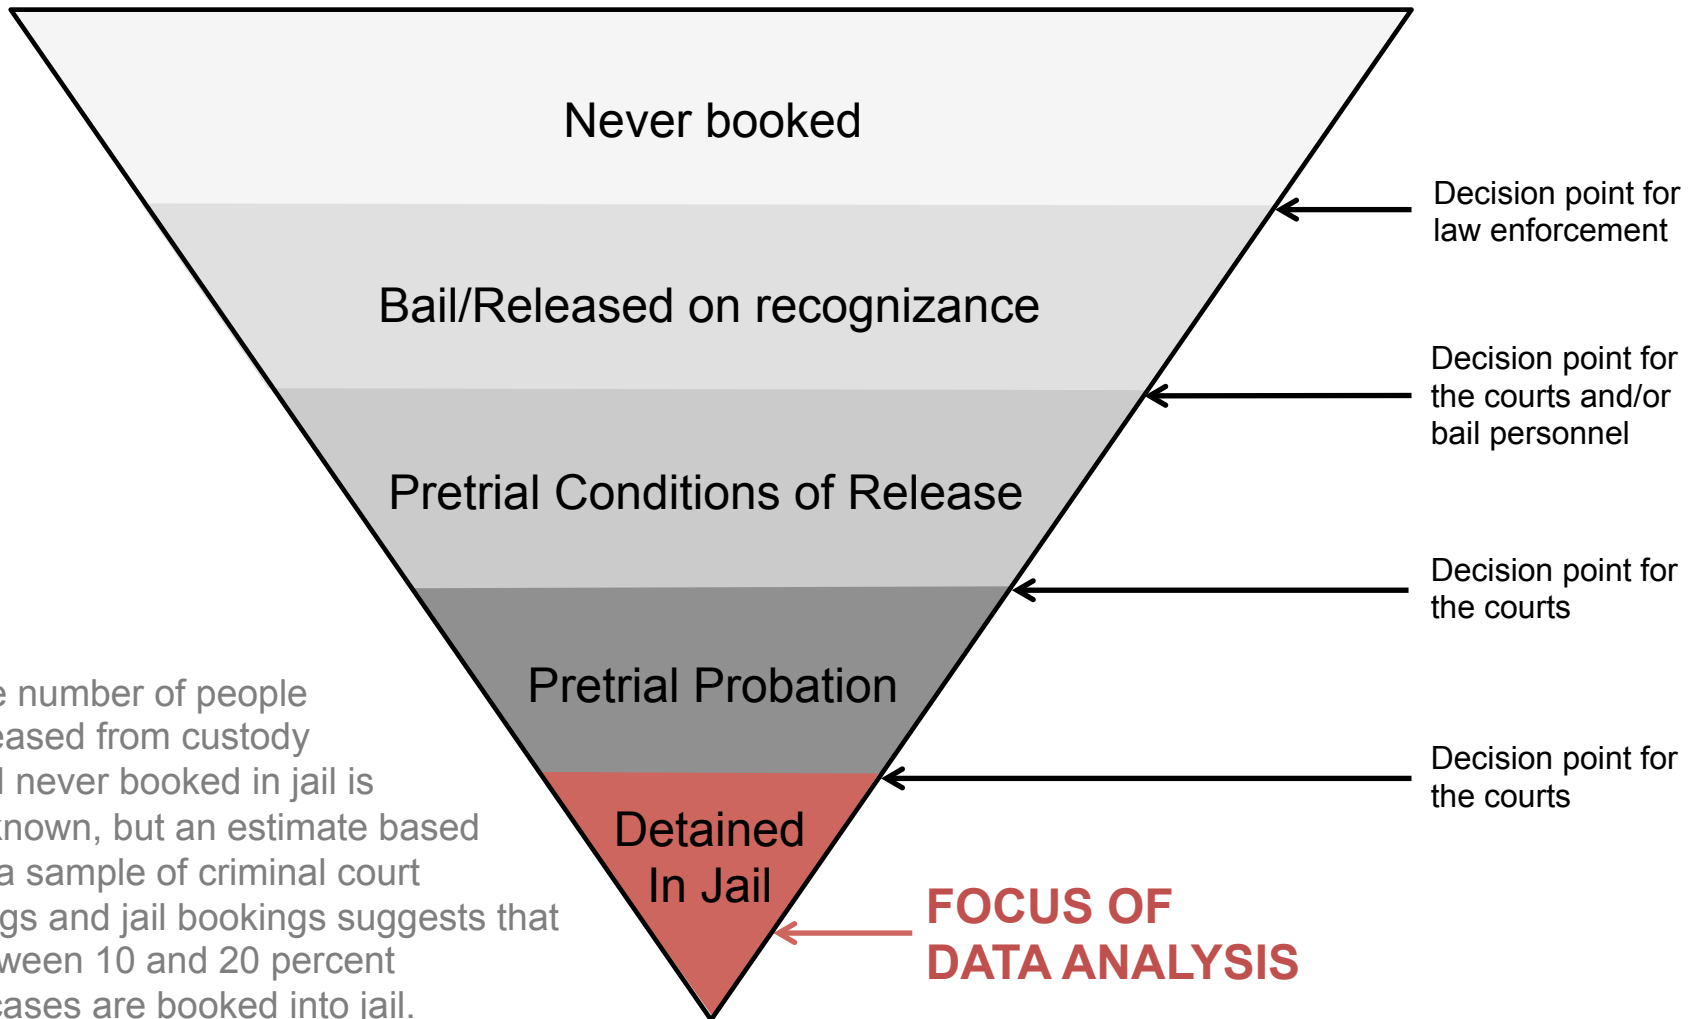 Never booked
Decision point for
law enforcement
Bail/Released on recognizance
Decision point for
the courts and/or
bail personnel
Pretrial Conditions of Release
Decision point for
the courts
Pretrial Probation
Decision point for
the courts
Detained
In Jail
FOCUS OF
DATA ANALYSIS
number of people
from custody
never booked in jail is
but an estimate based
a sample of criminal court
and jail bookings suggests that
10 and 20 percent
cases are booked into jail.